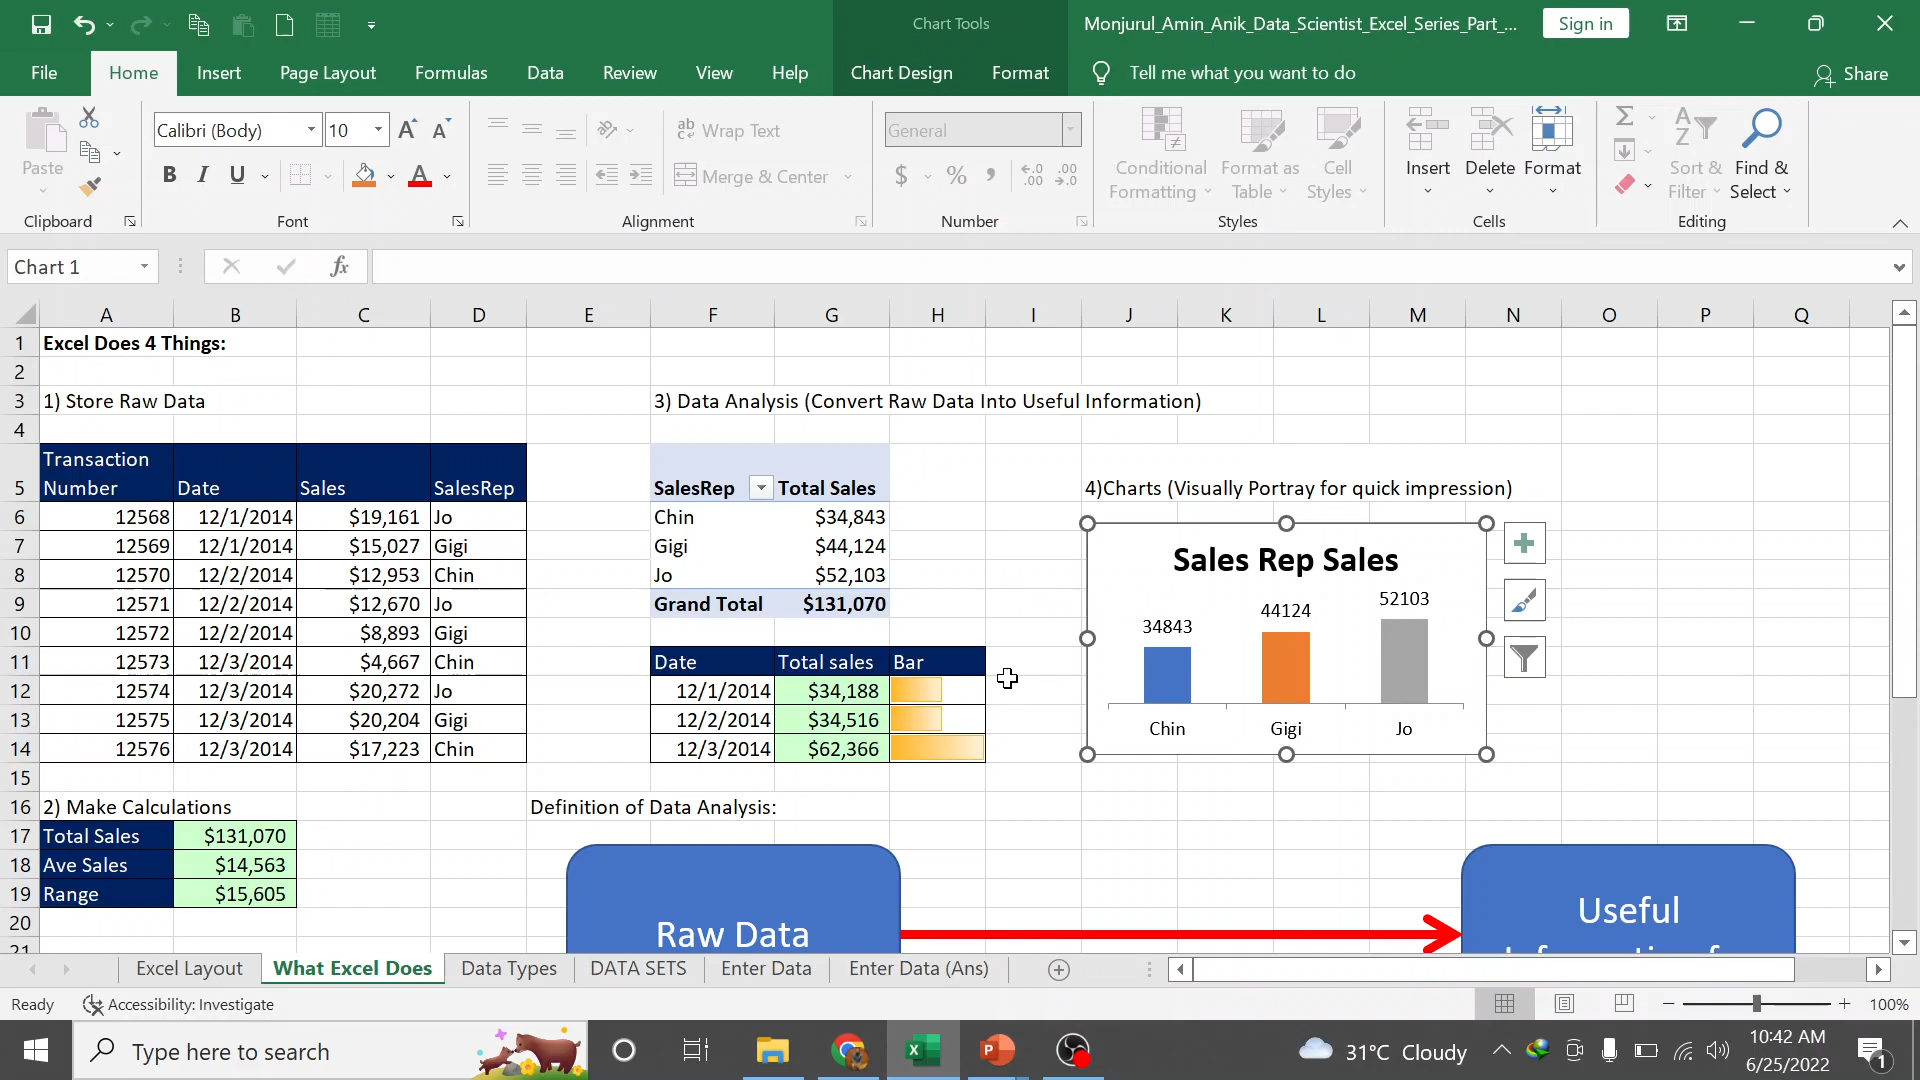 Chart Tools
Monjurul_Amin_Anik_Data_Scientist_Excel_Series_Part_...
Sign in
File
Home
Insert
Page Layout
Formulas
Data
Review
View
Help
Chart Design
Format
Tell me what you want to do
Share
Paste
Clipboard
Calibri (Body)
10
B I U
A
Font
ab Wrap Text
Merge & Center
Alignment
General
$ % ,
Number
Conditional Formatting
Format as Table
Cell Styles
Styles
Insert
Delete
Format
Cells
Sort & Filter
Find & Select
Editing
Chart 1
fx
A B C D E F G H I J K L M N O P Q
1 Excel Does 4 Things:
2
3 1) Store Raw Data 3) Data Analysis (Convert Raw Data Into Useful Information)
4
5 Transaction Number Date Sales SalesRep SalesRep Total Sales 4)Charts (Visually Portray for quick impression)
6 12568 12/1/2014 $19,161 Jo Chin $34,843
7 12569 12/1/2014 $15,027 Gigi Gigi $44,124
8 12570 12/2/2014 $12,953 Chin Jo $52,103
9 12571 12/2/2014 $12,670 Jo Grand Total $131,070
10 12572 12/2/2014 $8,893 Gigi
11 12573 12/3/2014 $4,667 Chin Date Total sales Bar
12 12574 12/3/2014 $20,272 Jo 12/1/2014 $34,188
13 12575 12/3/2014 $20,204 Gigi 12/2/2014 $34,516
14 12576 12/3/2014 $17,223 Chin 12/3/2014 $62,366
Sales Rep Sales
34843 44124 52103
Chin Gigi Jo
15
16 2) Make Calculations Definition of Data Analysis:
17 Total Sales $131,070
18 Ave Sales $14,563
19 Range $15,605
20
21
Raw Data
Useful
Excel Layout
What Excel Does
Data Types
DATA SETS
Enter Data
Enter Data (Ans)
Ready
Accessibility: Investigate
100%
Type here to search
31°C Cloudy
10:42 AM
6/25/2022
1